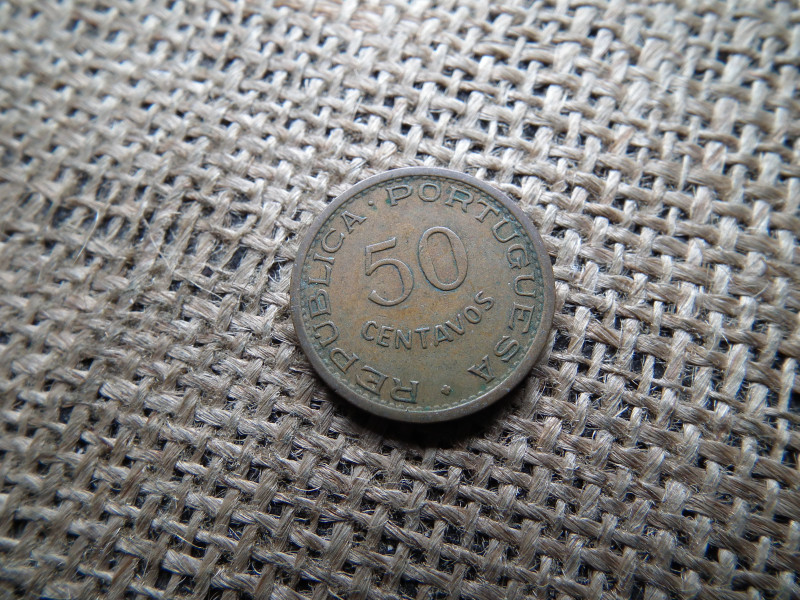 REPUBLICA · PORTUGUESA
50
CENTAVOS